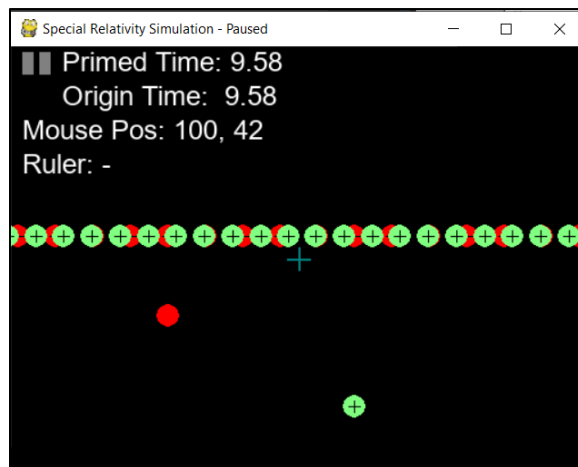 Special Relativity Simulation - Paused
Primed Time: 9.58
Origin Time:  9.58
Mouse Pos: 100, 42
Ruler: -